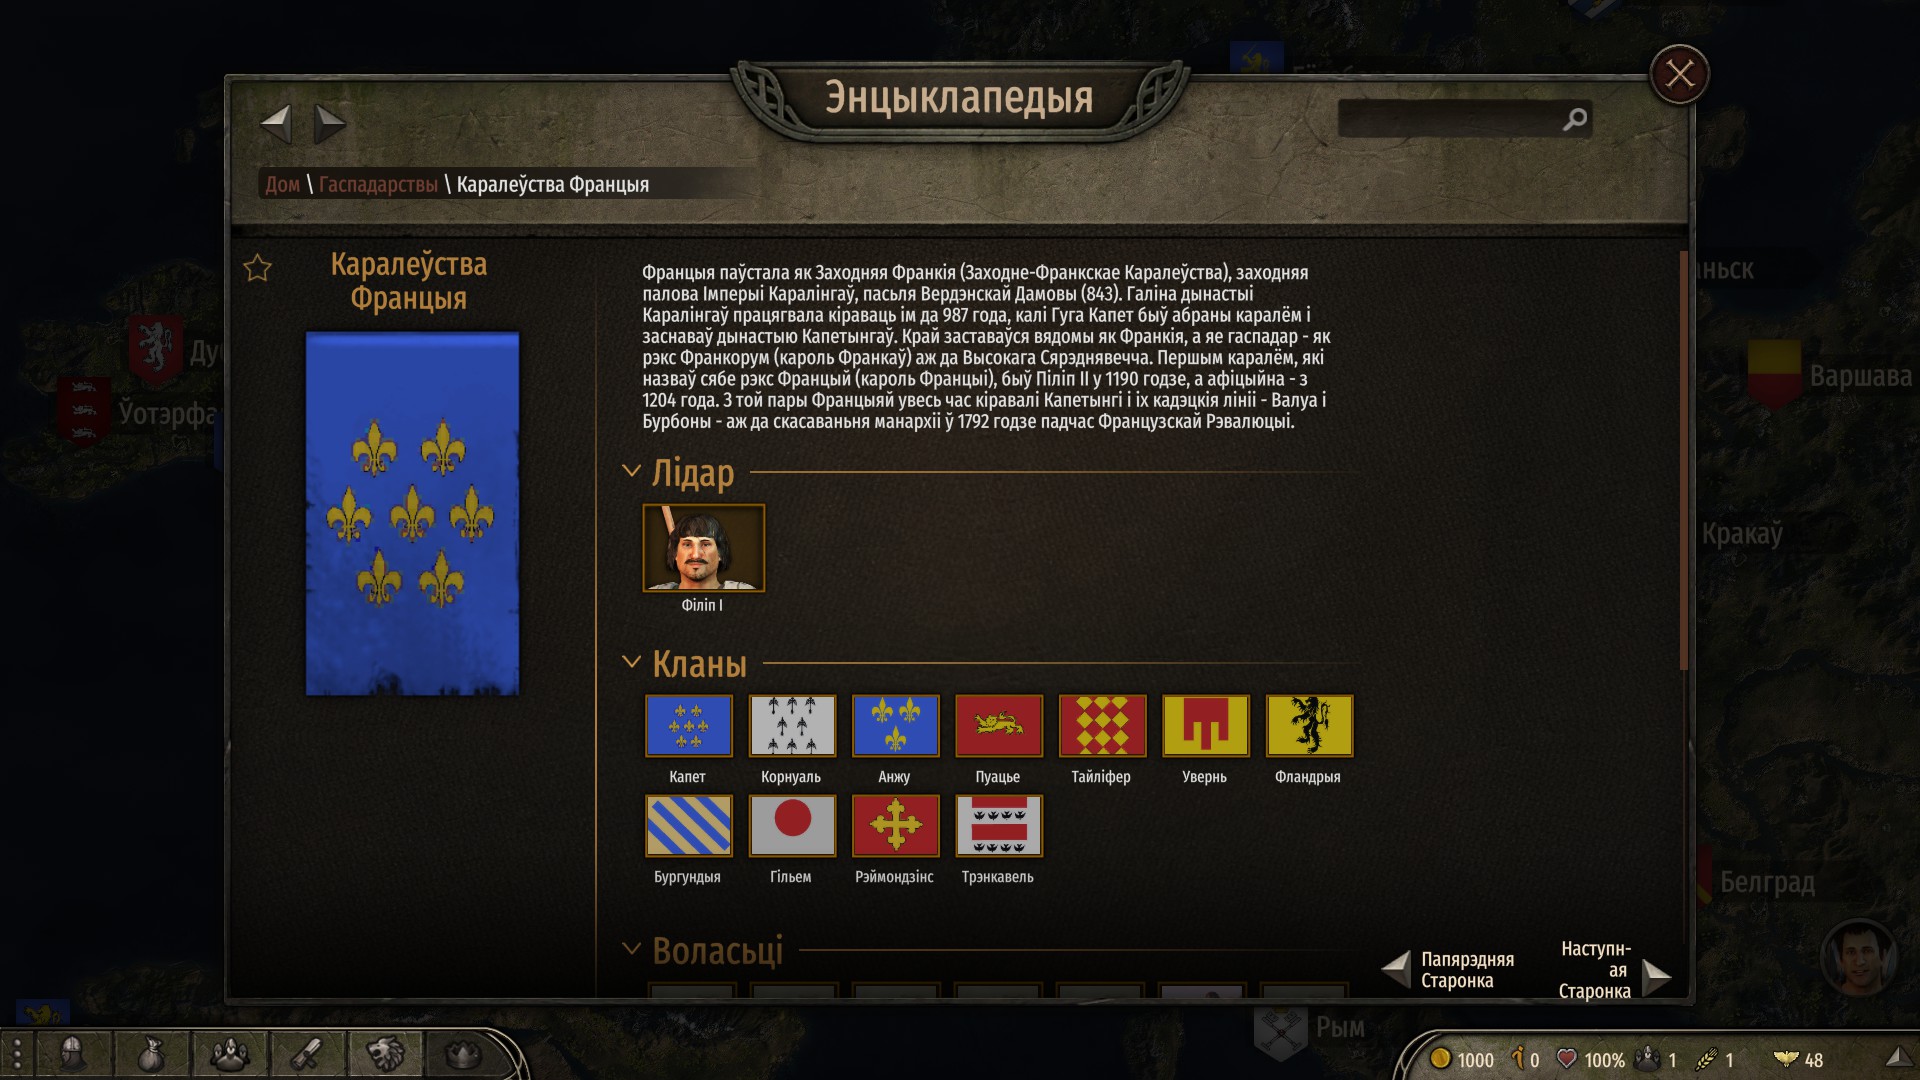 Энцыклапедыя
Дом \ Гаспадарствы \ Каралеўства Францыя
Каралеўства
Францыя
Францыя паўстала як Заходняя Франкія (Заходне-Франкскае Каралеўства), заходняя
палова Імперыі Каралінгаў, пасьля Вердэнскай Дамовы (843). Галіна дынастыі
Каралінгаў працягвала кіраваць ім да 987 года, калі Гуга Капет быў абраны каралём і
заснаваў дынастыю Капетынгаў. Край заставаўся вядомы як Франкія, а яе гаспадар - як
рэкс Франкорум (кароль Франкаў) аж да Высокага Сярэднявечча. Першым каралём, які
назваў сябе рэкс Францый (кароль Францыі), быў Піліп II у 1190 годзе, а афіцыйна - з
1204 года. З той пары Францыяй увесь час кіравалі Капетынгі і іх кадэцкія лініі - Валуа і
Бурбоны - аж да скасаваньня манархіі ў 1792 годзе падчас Французскай Рэвалюцыі.
Лідар
Філіп I
Кланы
Капет Корнуаль Анжу Пуацье Тайліфер Увернь Фландрыя
Бургундыя Гільем Рэймондзінс Трэнкавель
Воласьці
Папярэдняя
Старонка
Наступн-
ая
Старонка
Ду
Ўотэрфа
ньск
Варшава
Кракаў
Белград
Рым
1000 0 100% 1 1 48